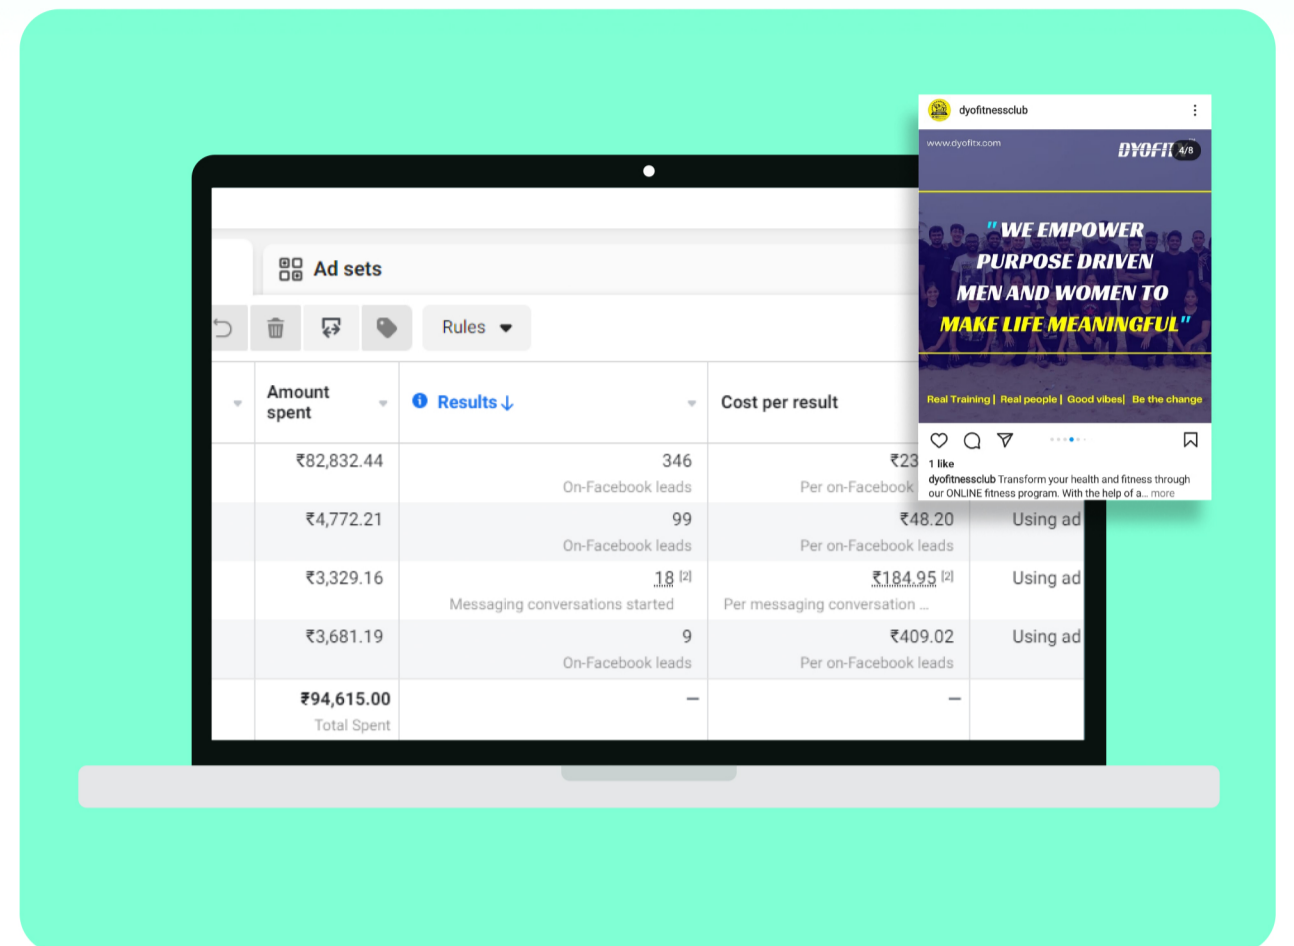 Ad sets
Rules
Amount spent
Results ↓
Cost per result
₹82,832.44
346
₹23
On-Facebook leads
Per on-Facebook
₹4,772.21
99
₹48.20
Using ad
On-Facebook leads
Per on-Facebook leads
₹3,329.16
18 [2]
₹184.95 [2]
Using ad
Messaging conversations started
Per messaging conversation ...
₹3,681.19
9
₹409.02
Using ad
On-Facebook leads
Per on-Facebook leads
₹94,615.00
—
—
Total Spent
dyofitnessclub
www.dyofitx.com
DYOFIT
4/8
" WE EMPOWER
PURPOSE DRIVEN
MEN AND WOMEN TO
MAKE LIFE MEANINGFUL"
Real Training | Real people | Good vibes| Be the change
1 like
dyofitnessclub Transform your health and fitness through
our ONLINE fitness program. With the help of a... more